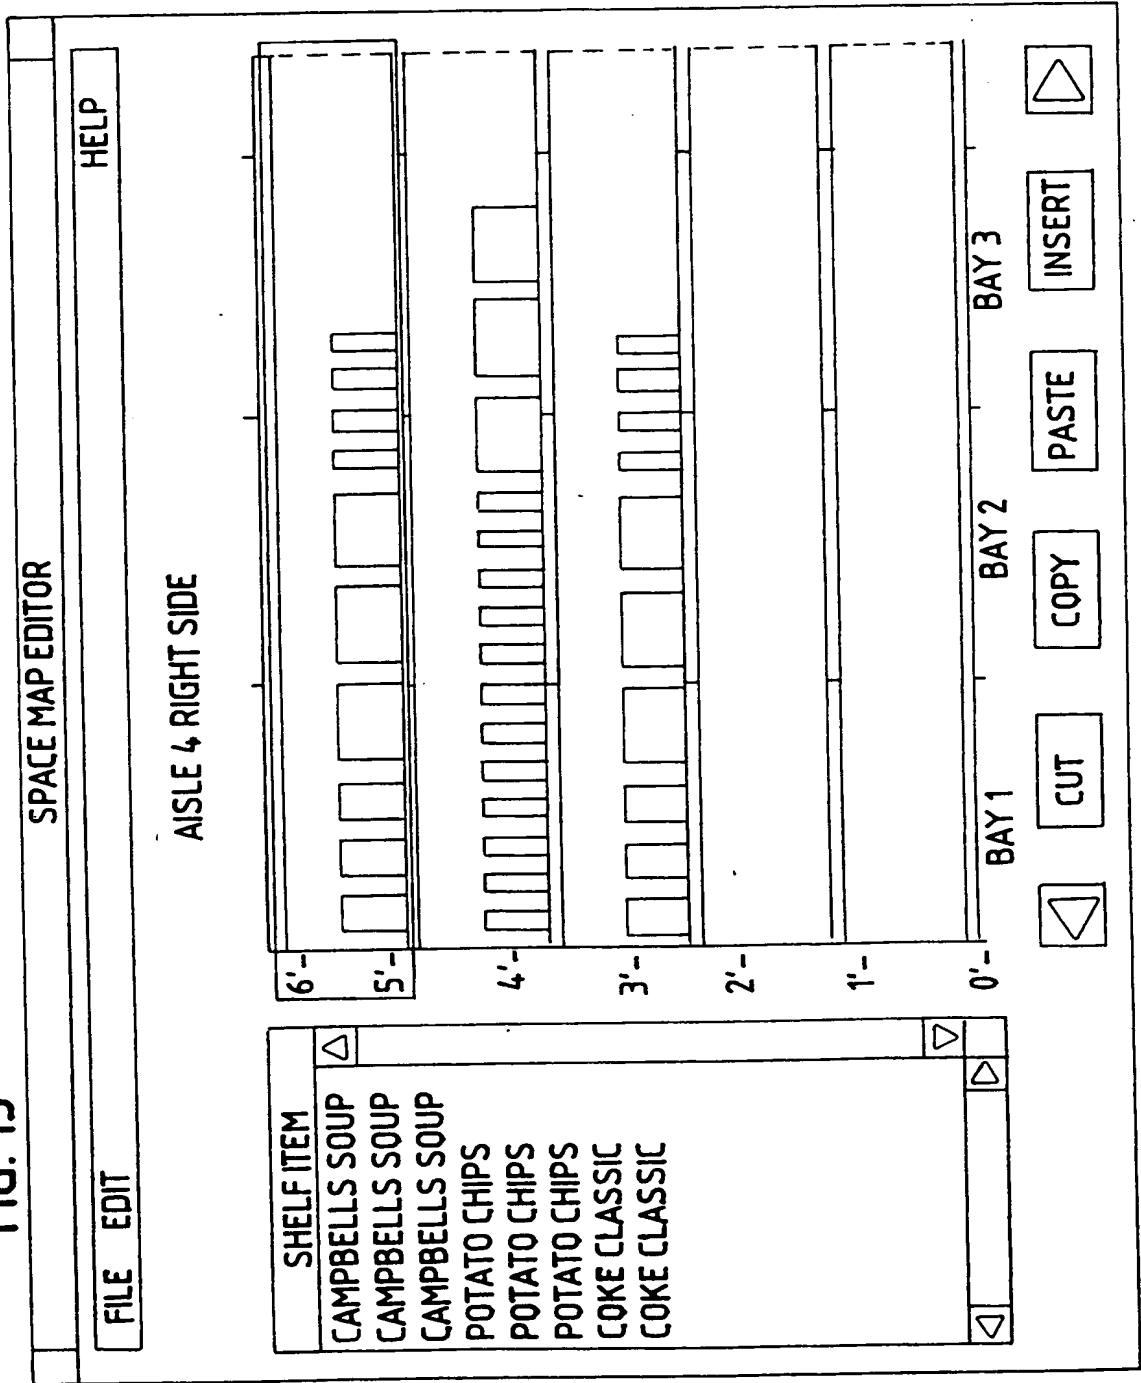 SPACE MAP EDITOR
FILE EDIT HELP
AISLE 4 RIGHT SIDE
SHELF ITEM
CAMPBELLS SOUP
CAMPBELLS SOUP
CAMPBELLS SOUP
POTATO CHIPS
POTATO CHIPS
POTATO CHIPS
COKE CLASSIC
COKE CLASSIC
6'-
5'-
4'-
3'-
2'-
1'-
0'-
BAY 1 BAY 2 BAY 3
CUT COPY PASTE INSERT